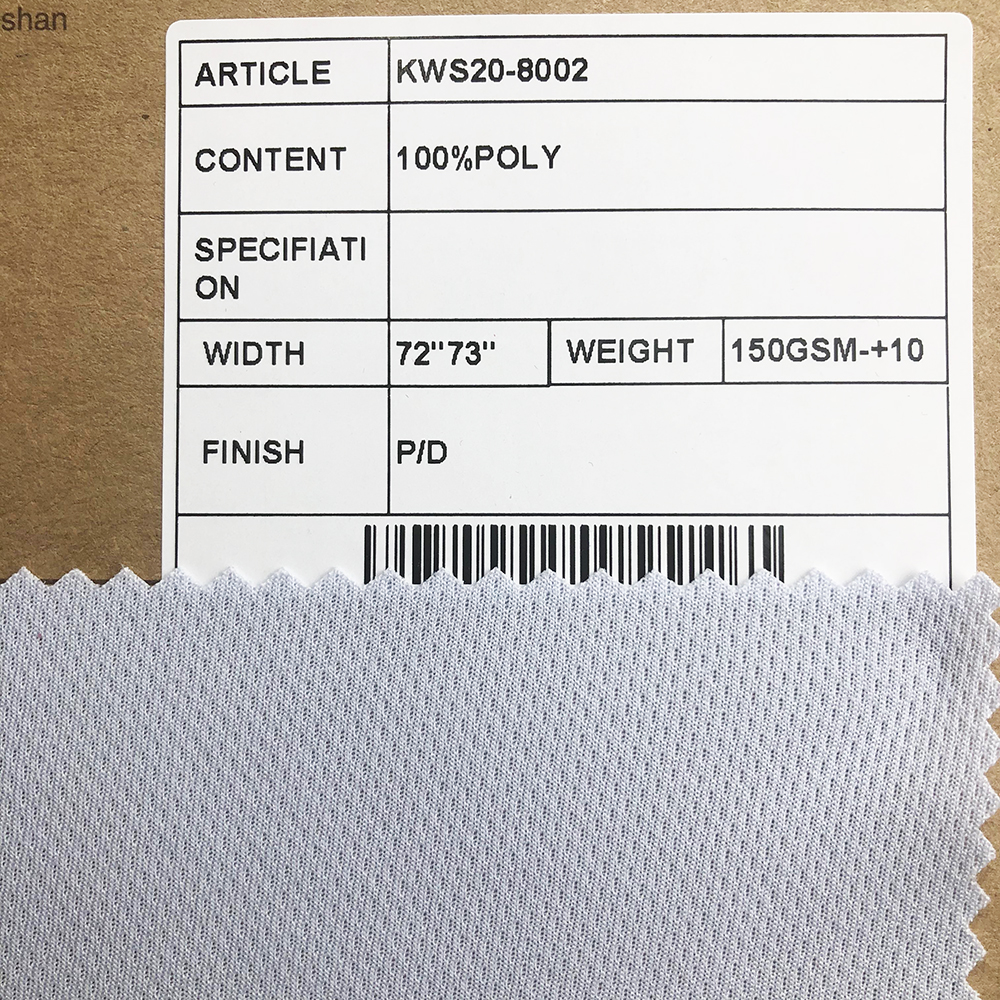 shan
ARTICLE KWS20-8002
CONTENT 100%POLY
SPECIFIATI
ON
WIDTH 72"73" WEIGHT 150GSM-+10
FINISH P/D